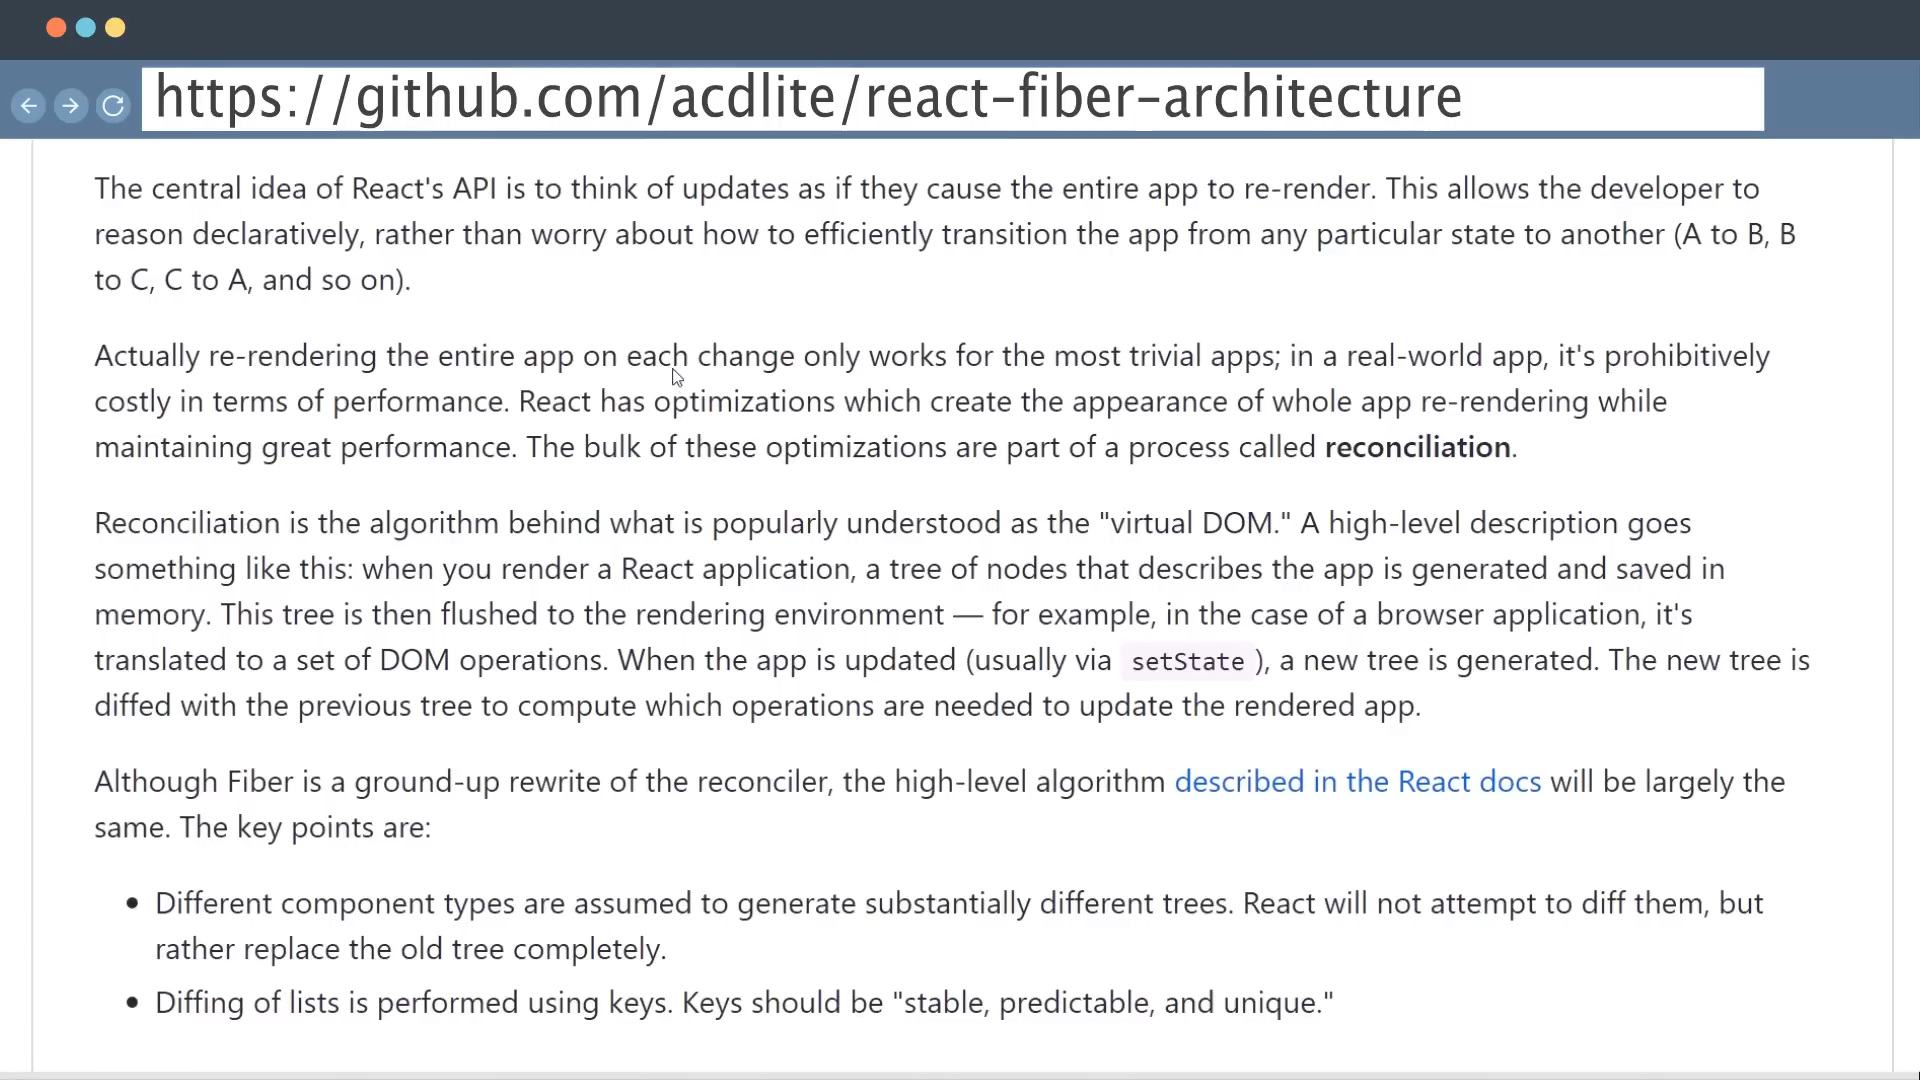 https://github.com/acdlite/react-fiber-architecture
The central idea of React's API is to think of updates as if they cause the entire app to re-render. This allows the developer to
reason declaratively, rather than worry about how to efficiently transition the app from any particular state to another (A to B, B
to C, C to A, and so on).
Actually re-rendering the entire app on each change only works for the most trivial apps; in a real-world app, it's prohibitively
costly in terms of performance. React has optimizations which create the appearance of whole app re-rendering while
maintaining great performance. The bulk of these optimizations are part of a process called reconciliation.
Reconciliation is the algorithm behind what is popularly understood as the "virtual DOM." A high-level description goes
something like this: when you render a React application, a tree of nodes that describes the app is generated and saved in
memory. This tree is then flushed to the rendering environment — for example, in the case of a browser application, it's
translated to a set of DOM operations. When the app is updated (usually via setState), a new tree is generated. The new tree is
diffed with the previous tree to compute which operations are needed to update the rendered app.
Although Fiber is a ground-up rewrite of the reconciler, the high-level algorithm described in the React docs will be largely the
same. The key points are:
• Different component types are assumed to generate substantially different trees. React will not attempt to diff them, but
rather replace the old tree completely.
• Diffing of lists is performed using keys. Keys should be "stable, predictable, and unique."